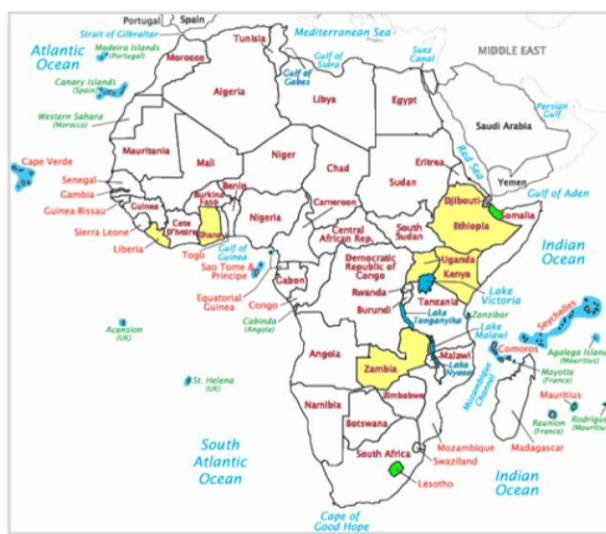 Portugal
Spain
Strait of Gibraltar
Mediterranean Sea
Atlantic
Ocean
Madeira Islands
(Portugal)
Tunisia
Gulf of
Sidra
Suez
Canal
MIDDLE EAST
Morocco
Gulf of
Gabes
Canary Islands
(Spain)
Algeria
Libya
Egypt
Persian
Gulf
Western Sahara
(Morocco)
Saudi Arabia
Red Sea
Cape Verde
Mauritania
Mali
Niger
Chad
Sudan
Eritrea
Yemen
Senegal
Gambia
Guinea-Bissau
Guinea
Burkina
Faso
Benin
Cameroon
Gulf of Aden
Djibouti
Somalia
Sierra Leone
Cote
D'Ivoire
Ghana
Nigeria
Ethiopia
Liberia
Togo
Gulf of
Guinea
Central
African Rep.
South
Sudan
Indian
Ocean
Sao Tome &
Principe
Gabon
Democratic
Republic of
Congo
Uganda
Kenya
Equatorial
Guinea
Congo
Rwanda
Burundi
Lake
Victoria
Cabinda
(Angola)
Tanzania
Lake
Tanganyika
Zanzibar
Seychelles
Acension
(UK)
Lake
Malawi
Agalega Island
(Mauritius)
Angola
Malawi
Lake
Nyasa
Comoros
Mayotte
(France)
Zambia
St. Helena
(UK)
Mozambique
Channel
Mauritius
Zimbabwe
Namibia
Botswana
Reunion
(France)
Rodrigue
(Mauritius
South
Atlantic
Ocean
Mozambique
Madagascar
South Africa
Swaziland
Lesotho
Indian
Ocean
Cape of
Good Hope